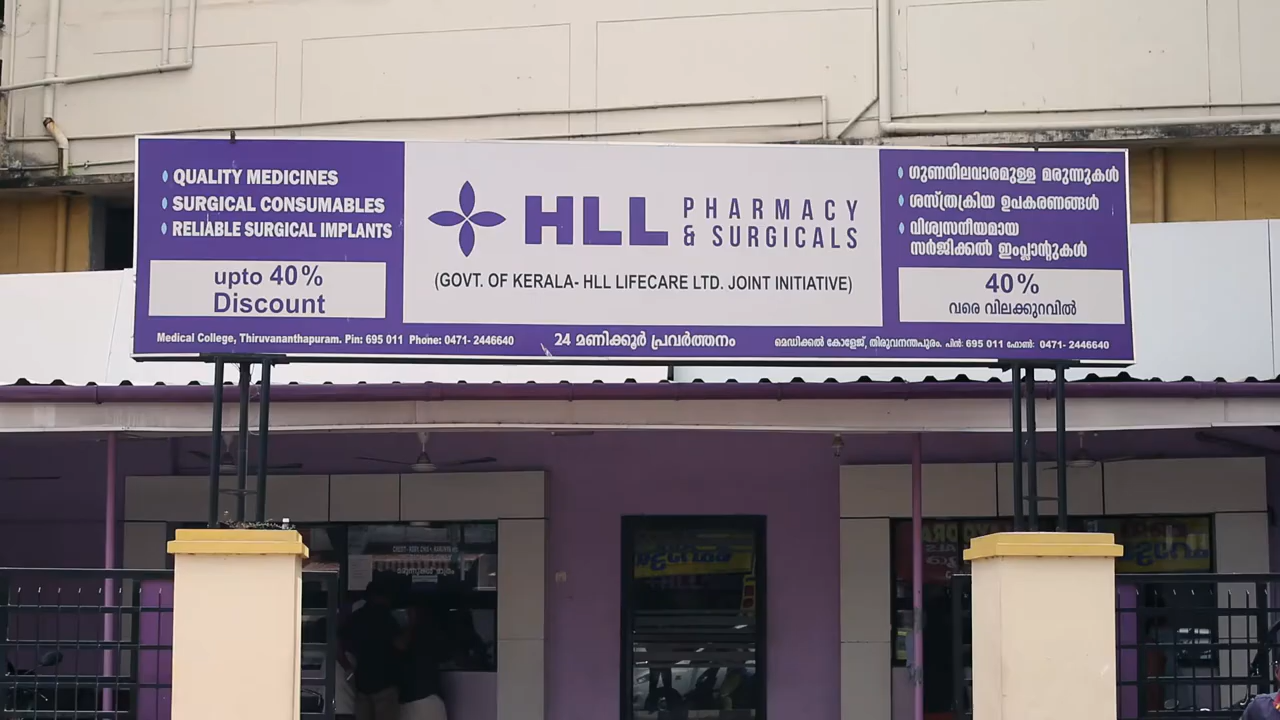 QUALITY MEDICINES
SURGICAL CONSUMABLES
RELIABLE SURGICAL IMPLANTS
upto 40%
Discount
HLL PHARMACY
& SURGICALS
(GOVT. OF KERALA- HLL LIFECARE LTD. JOINT INITIATIVE)
ഗുണനിലവാരമുള്ള മരുന്നുകൾ
ശസ്ത്രക്രിയ ഉപകരണങ്ങൾ
വിശ്വസനീയമായ
സർജിക്കൽ ഇംപ്ലാന്റുകൾ
40%
വരെ വിലക്കുറവിൽ
Medical College, Thiruvananthapuram. Pin: 695 011 Phone: 0471- 2446640
24 മണിക്കൂർ പ്രവർത്തനം
മെഡിക്കൽ കോളേജ്, തിരുവനന്തപുരം. പിൻ: 695 011 ഫോൺ: 0471- 2446640